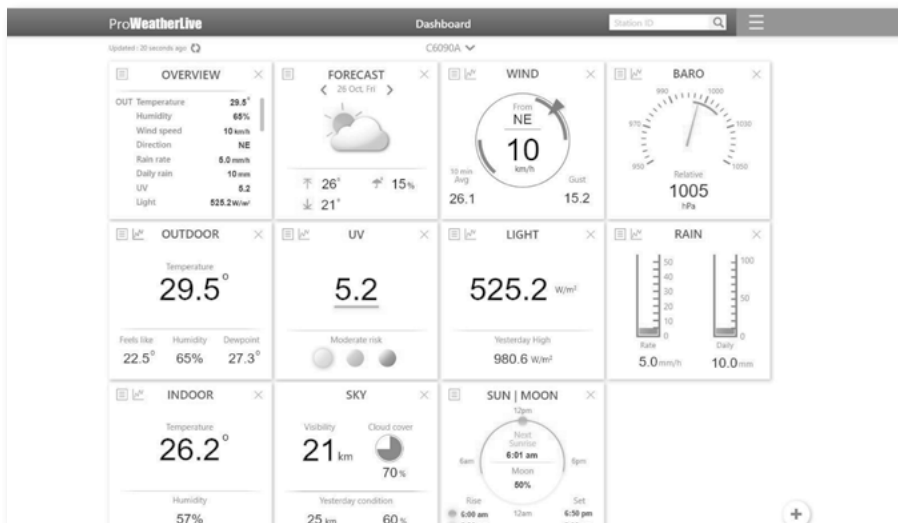 ProWeatherLive Dashboard Station ID
Updated : 20 seconds ago C6090A
OVERVIEW
OUT Temperature 29.5°
Humidity 65%
Wind speed 10 km/h
Direction NE
Rain rate 5.0 mm/h
Daily rain 10 mm
UV 5.2
Light 525.2 W/m²
FORECAST
26 Oct, Fri
26° 15%
21°
WIND
From
NE
10
km/h
10 min
Avg Gust
26.1 15.2
BARO
990 1000
970 1030
950 1050
Relative
1005
hPa
OUTDOOR
Temperature
29.5°
Feels like Humidity Dewpoint
22.5° 65% 27.3°
UV
5.2
Moderate risk
LIGHT
525.2 W/m²
Yesterday High
980.6 W/m²
RAIN
50 100
40
30 50
20
10
0 0
Rate Daily
5.0 mm/h 10.0 mm
INDOOR
Temperature
26.2°
Humidity
57%
SKY
Visibility Cloud cover
21 km
70 %
Yesterday condition
25 km 60 %
SUN | MOON
12pm
Next
Sunrise
6:01 am
6am 6pm
Moon
50%
Rise Set
6:00 am 12am 6:50 pm